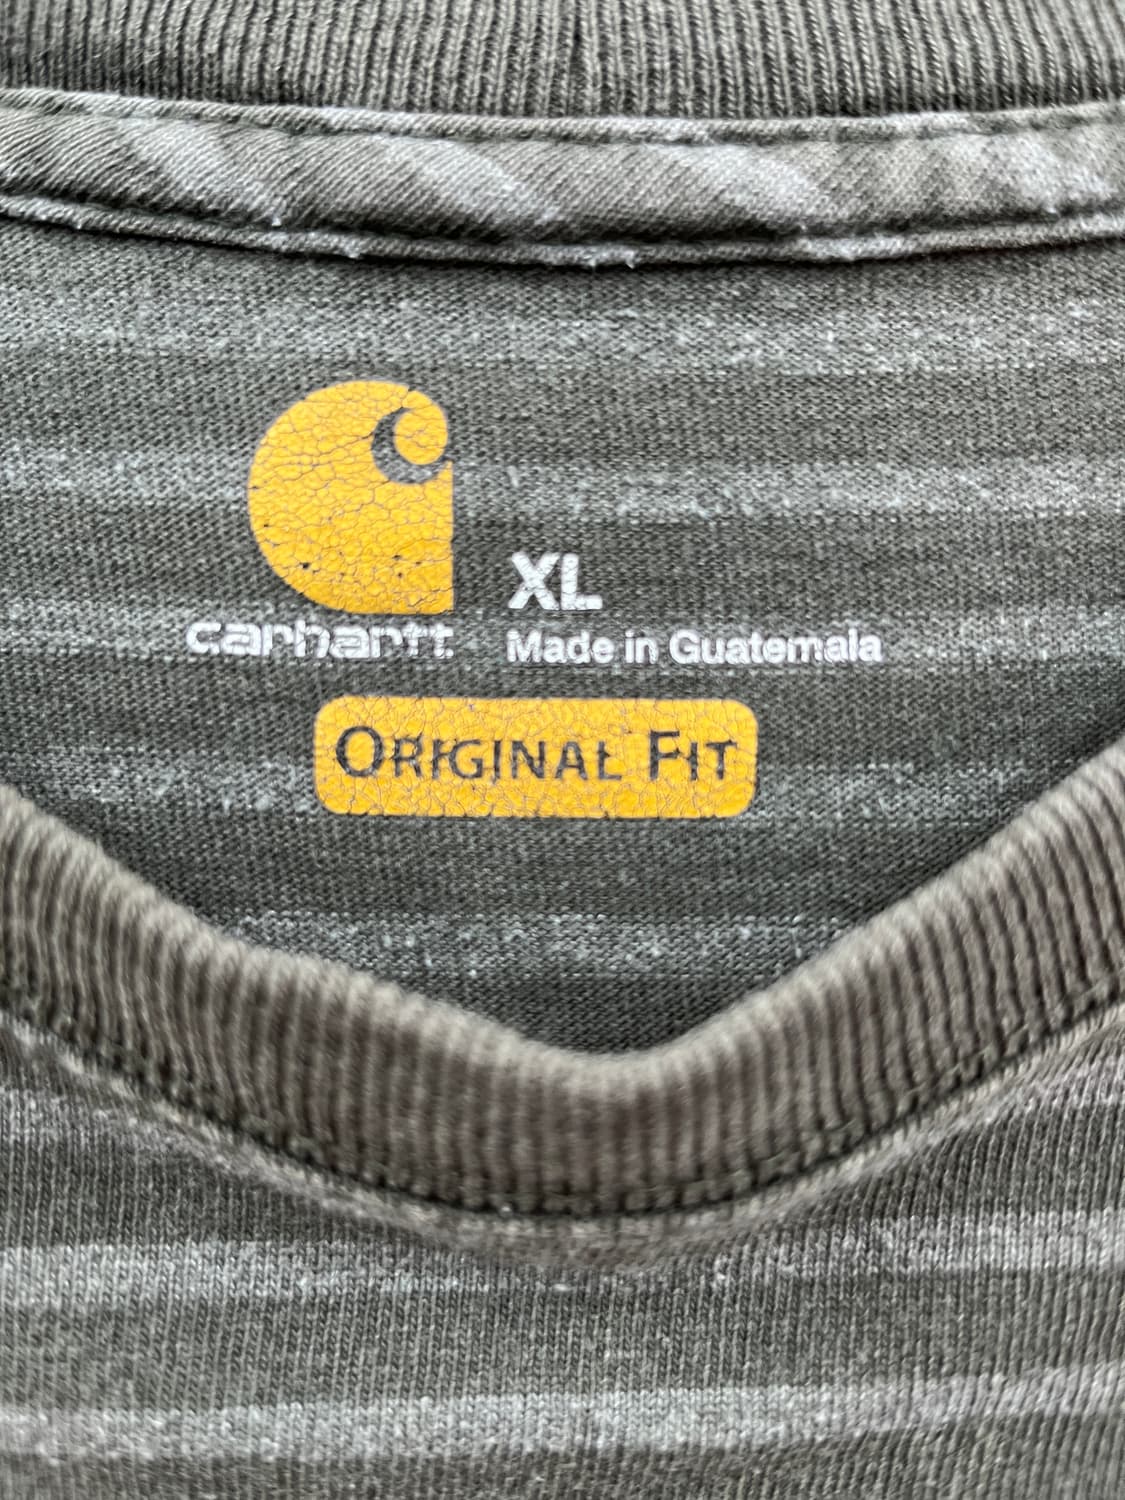 XL
carhartt
Made in Guatemala
ORIGINAL FIT